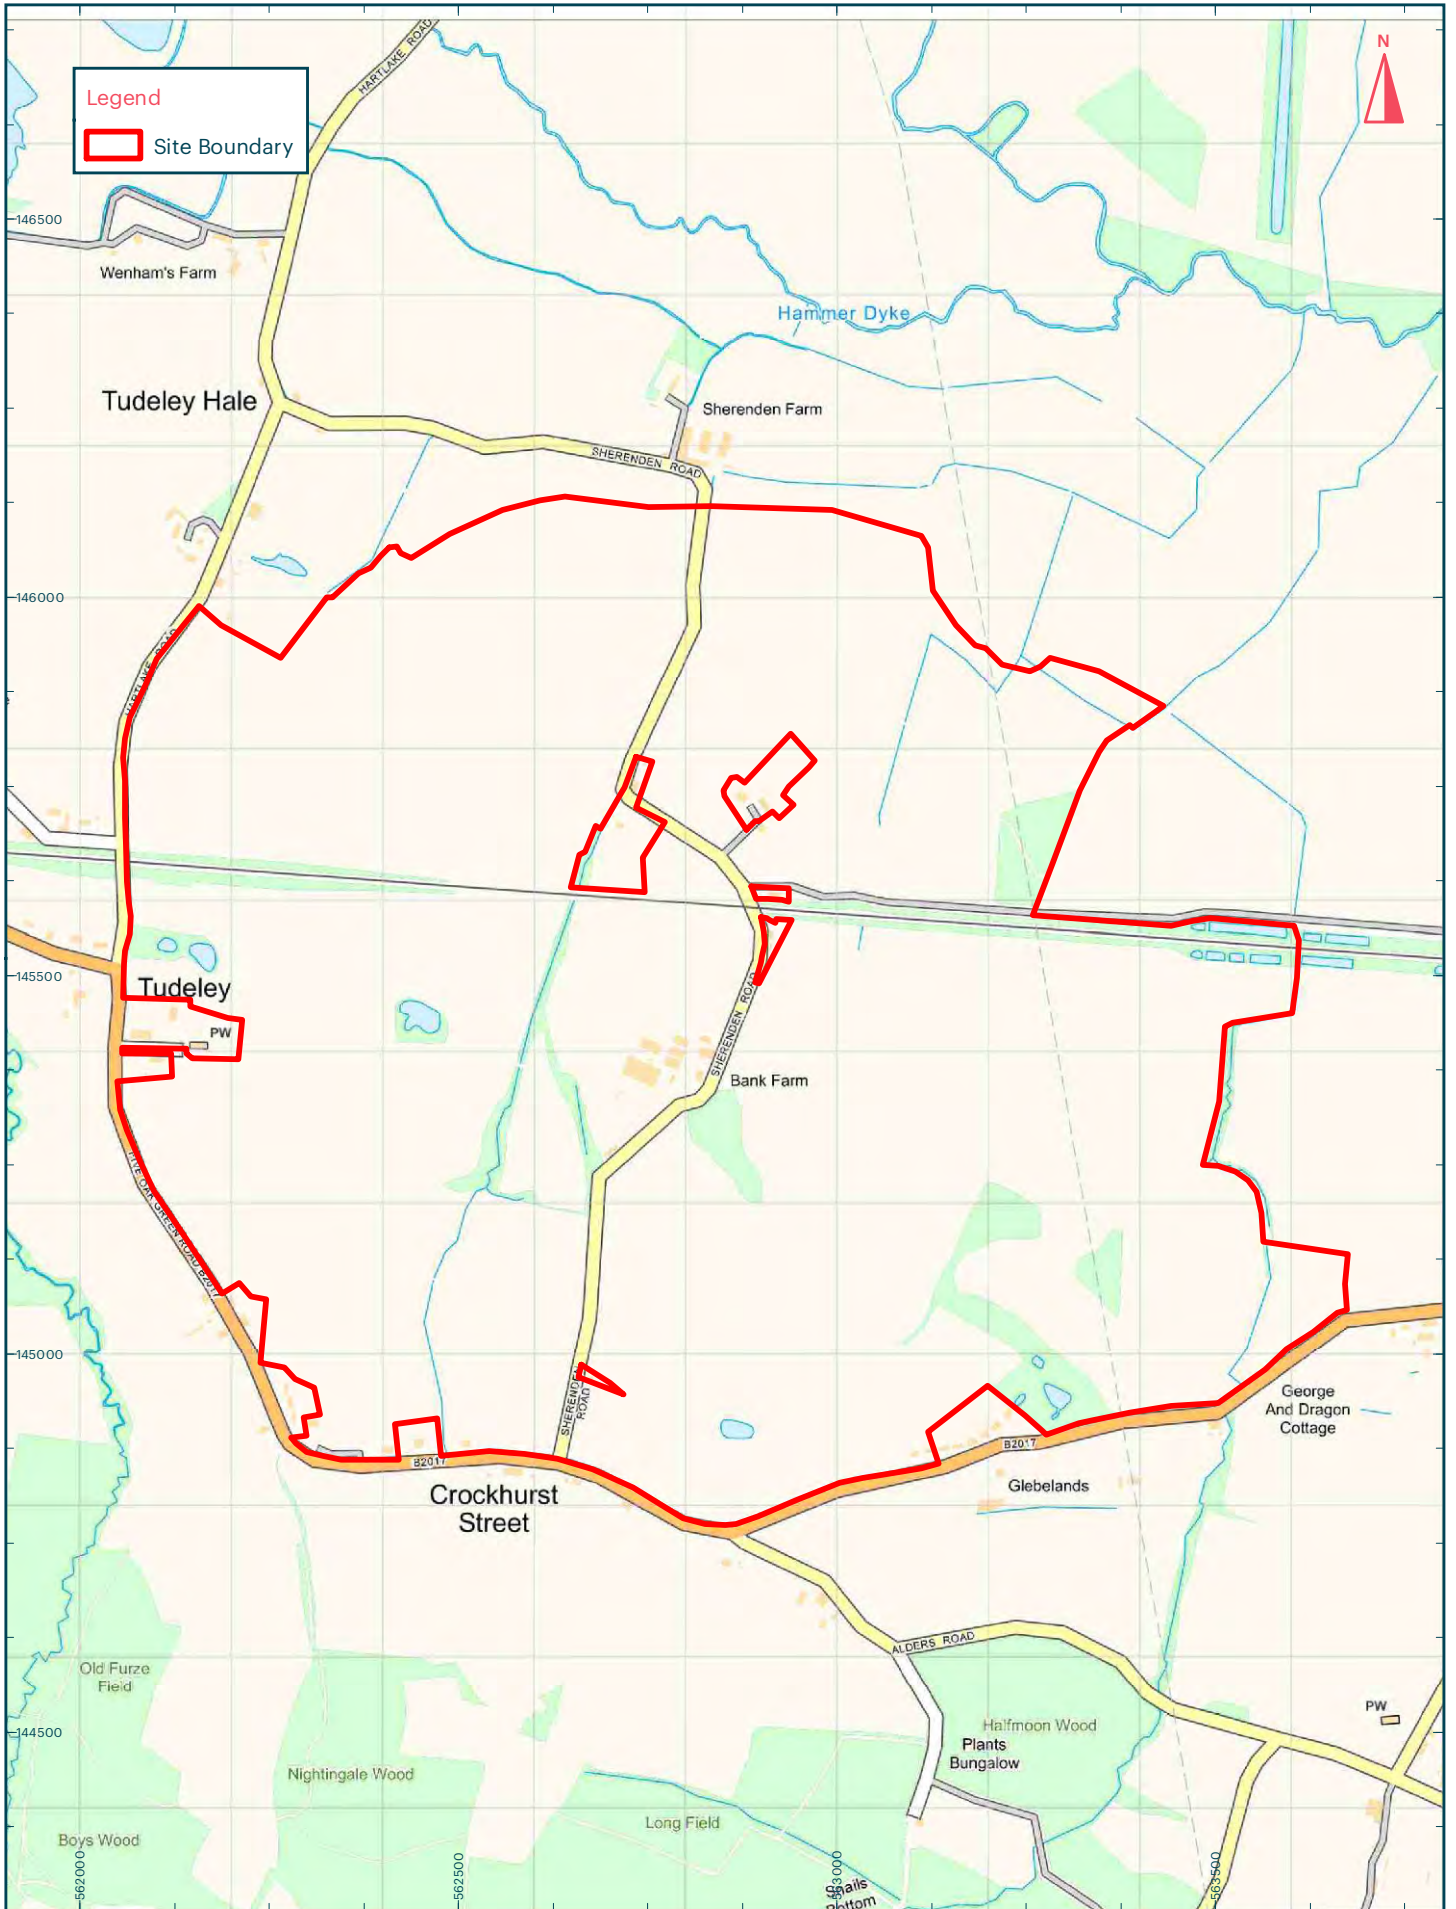 HARTLAKE ROAD
N
Legend
Site Boundary
146500
Wenham's Farm
Hammer Dyke
Tudeley Hale
Sherenden Farm
SHERENDEN ROAD
146000
HARTLAKE ROAD
145500
Tudeley
PW
SHERENDEN ROAD
Bank Farm
FIVE OAK GREEN ROAD B2017
145000
SHERENDEN
ROAD
George
And Dragon
Cottage
B2017
B2017
Glebelands
Crockhurst
Street
ALDERS ROAD
Old Furze
Field
PW
144500
Halfmoon Wood
Plants
Bungalow
Nightingale Wood
Long Field
Boys Wood
562000
562500
563000
563500
Snails
Bottom